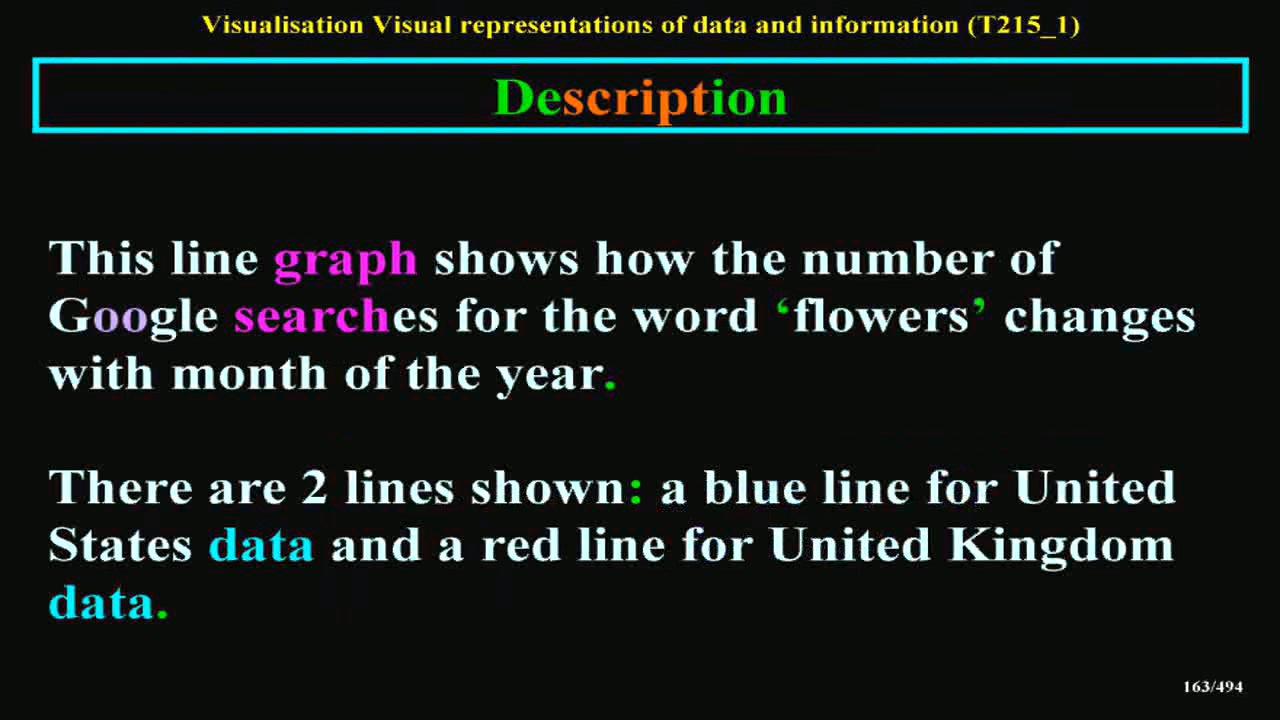 Visualisation Visual representations of data and information (T215_1)
Description
This line graph shows how the number of
Google searches for the word ‘flowers’ changes
with month of the year.
There are 2 lines shown: a blue line for United
States data and a red line for United Kingdom
data.
163/494